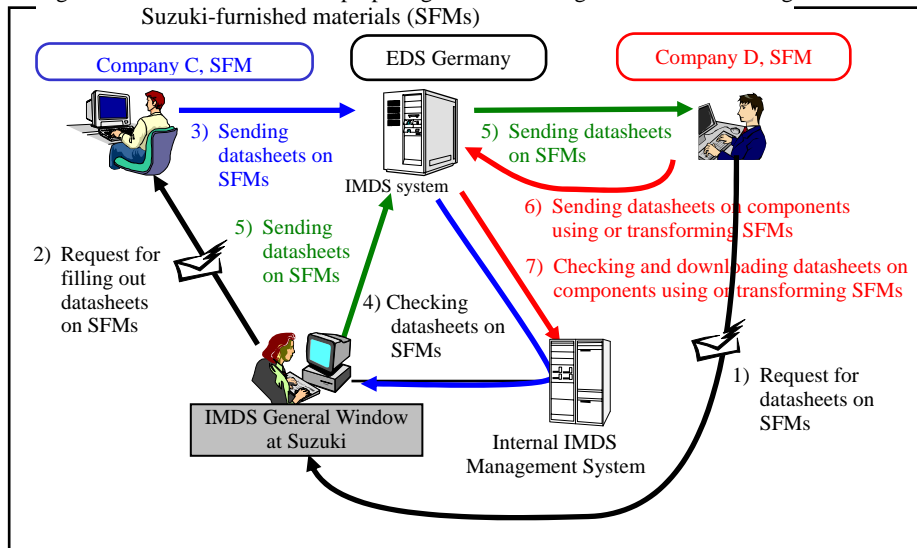 Suzuki-furnished materials (SFMs)
Company C, SFM
EDS Germany
Company D, SFM
3) Sending
datasheets on
SFMs
IMDS system
5) Sending datasheets
on SFMs
6) Sending datasheets on components
using or transforming SFMs
7) Checking and downloading datasheets on
components using or transforming SFMs
2) Request for
filling out
datasheets
on SFMs
5) Sending
datasheets
on SFMs
4) Checking
datasheets on
SFMs
1) Request for
datasheets on
SFMs
IMDS General Window
at Suzuki
Internal IMDS
Management System